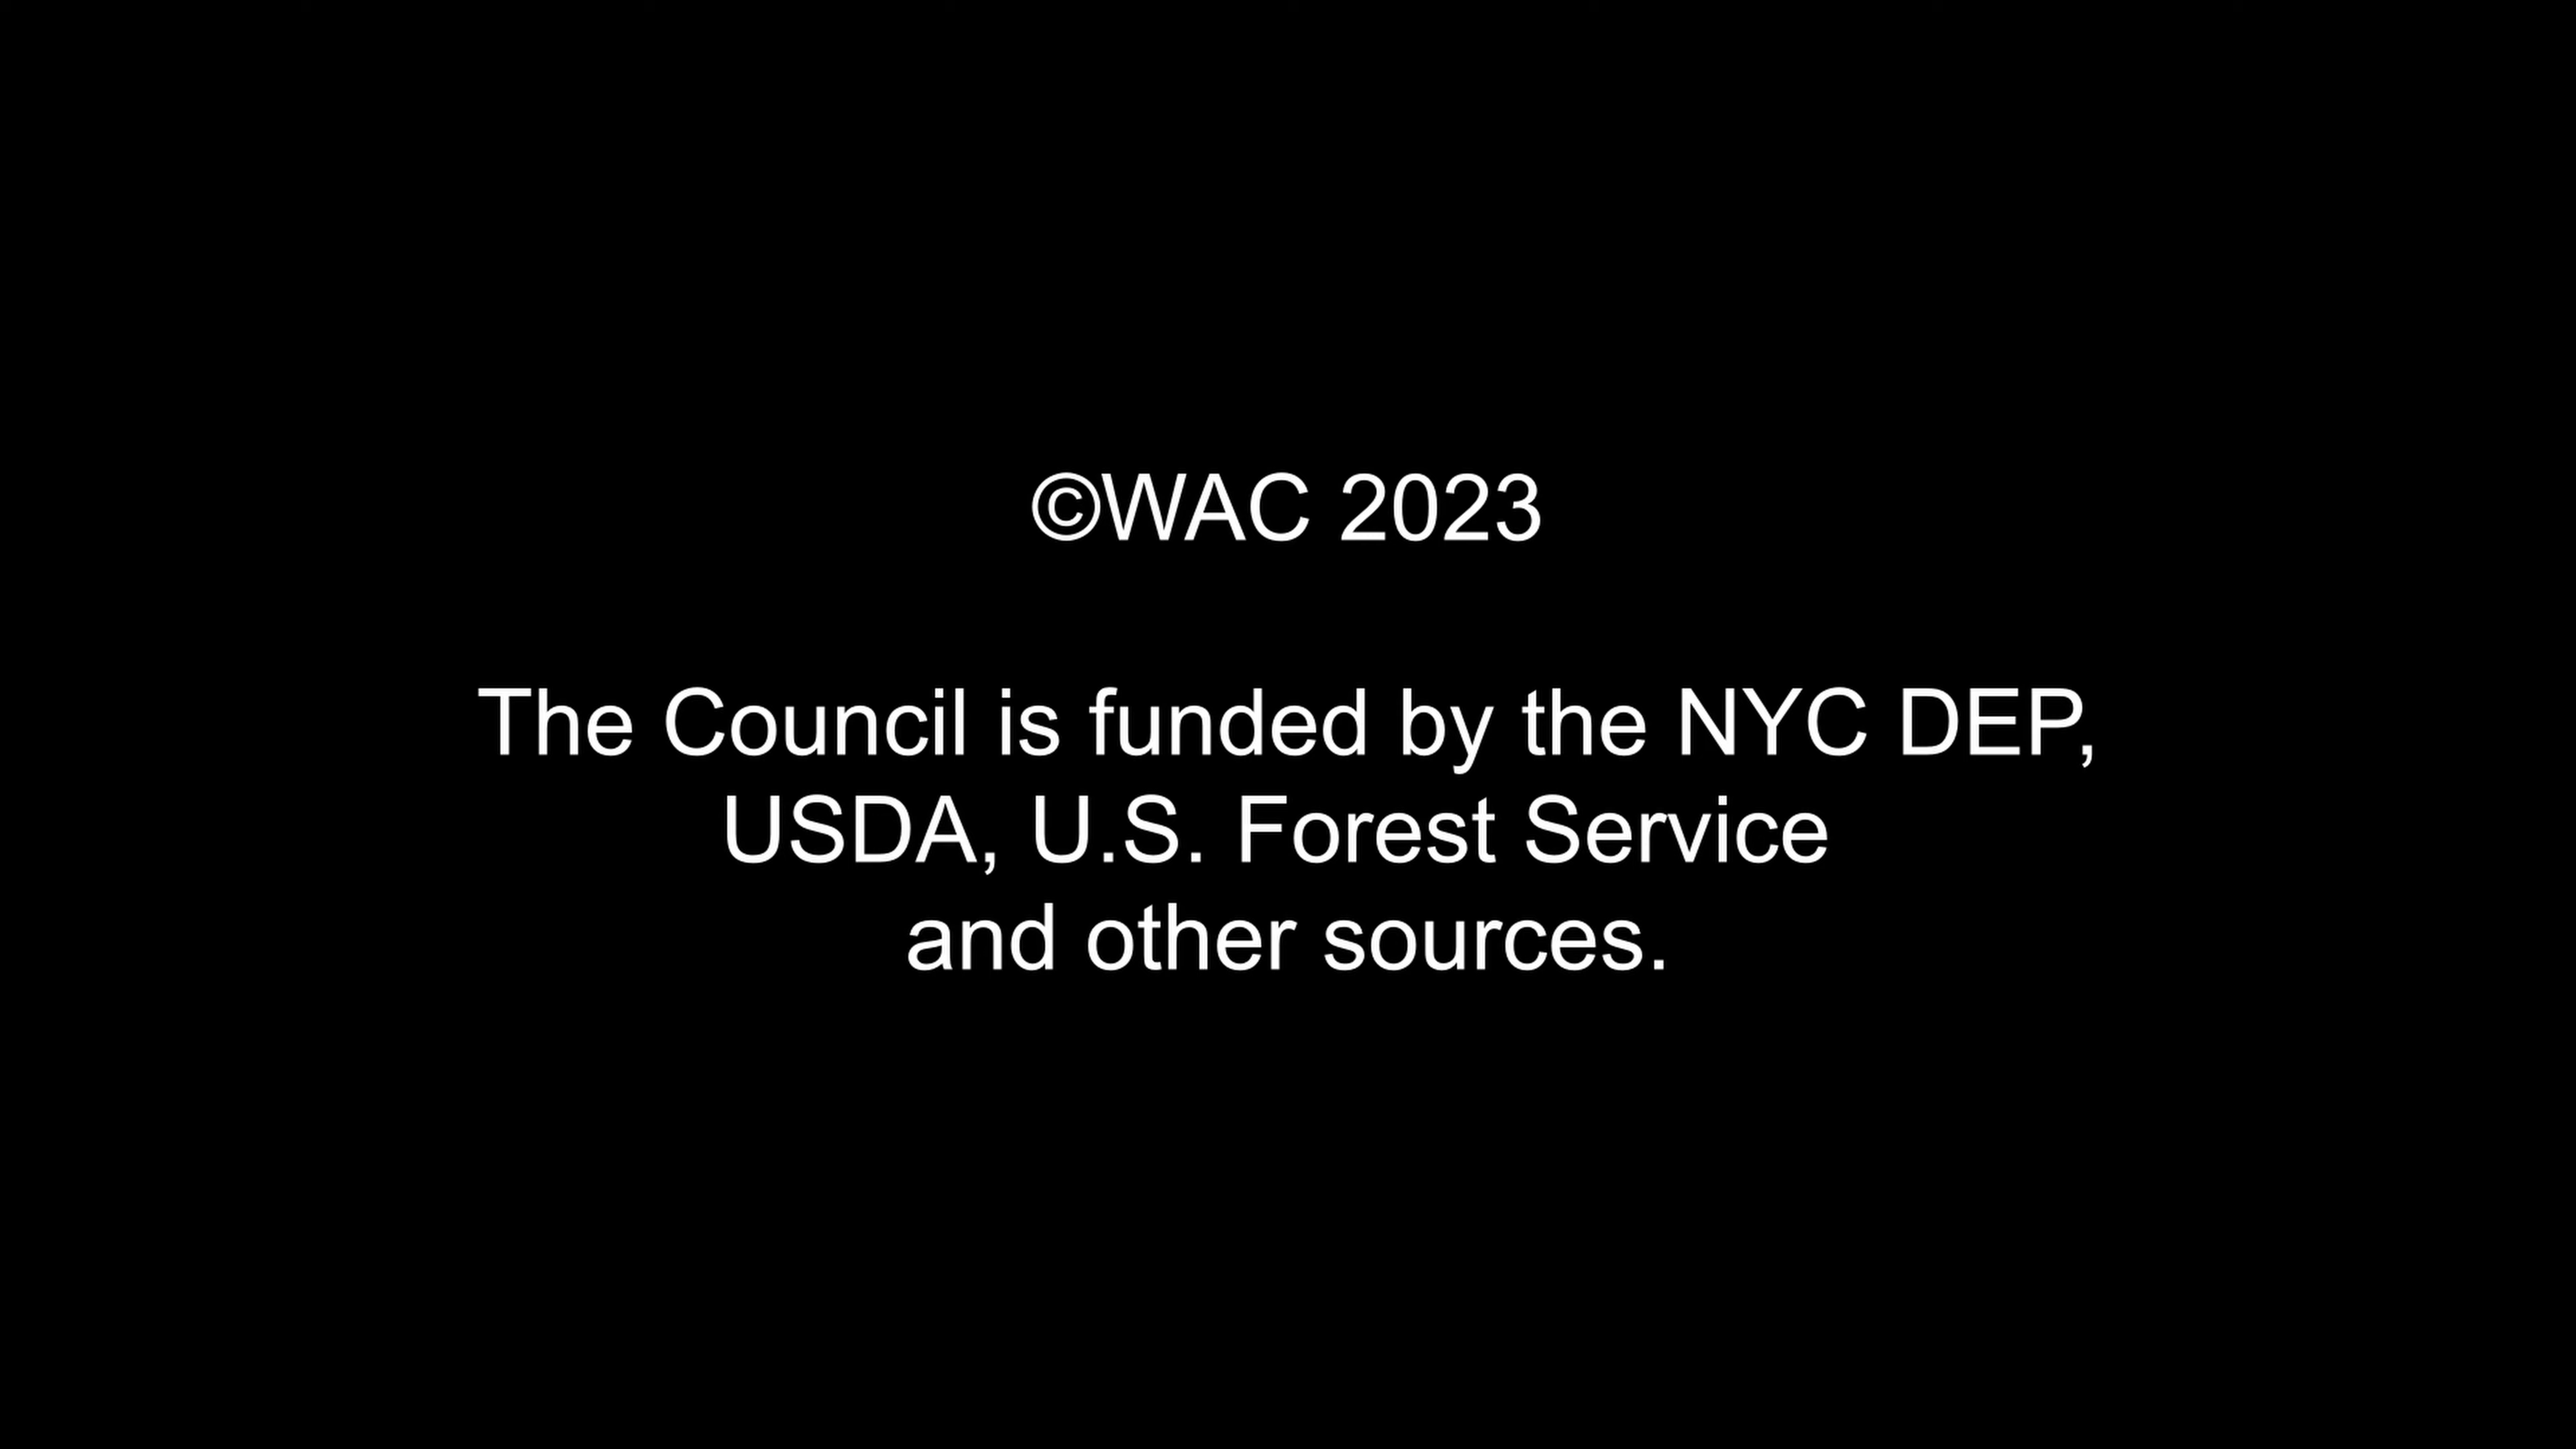 ©WAC 2023
The Council is funded by the NYC DEP,
USDA, U.S. Forest Service
and other sources.